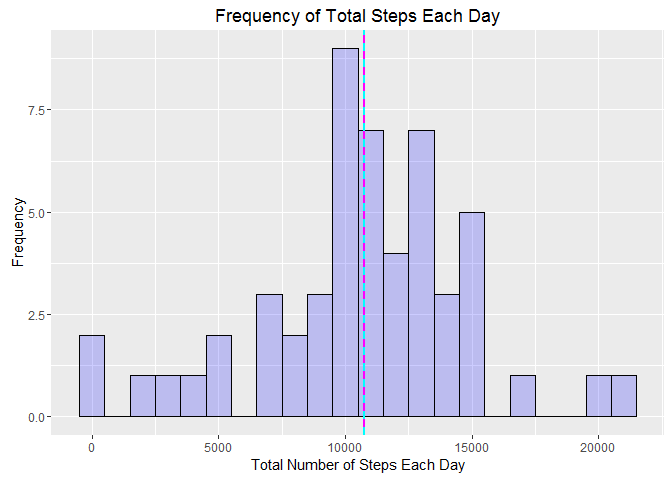 Frequency of Total Steps Each Day
7.5
5.0
2.5
0.0
Frequency
0 5000 10000 15000 20000
Total Number of Steps Each Day